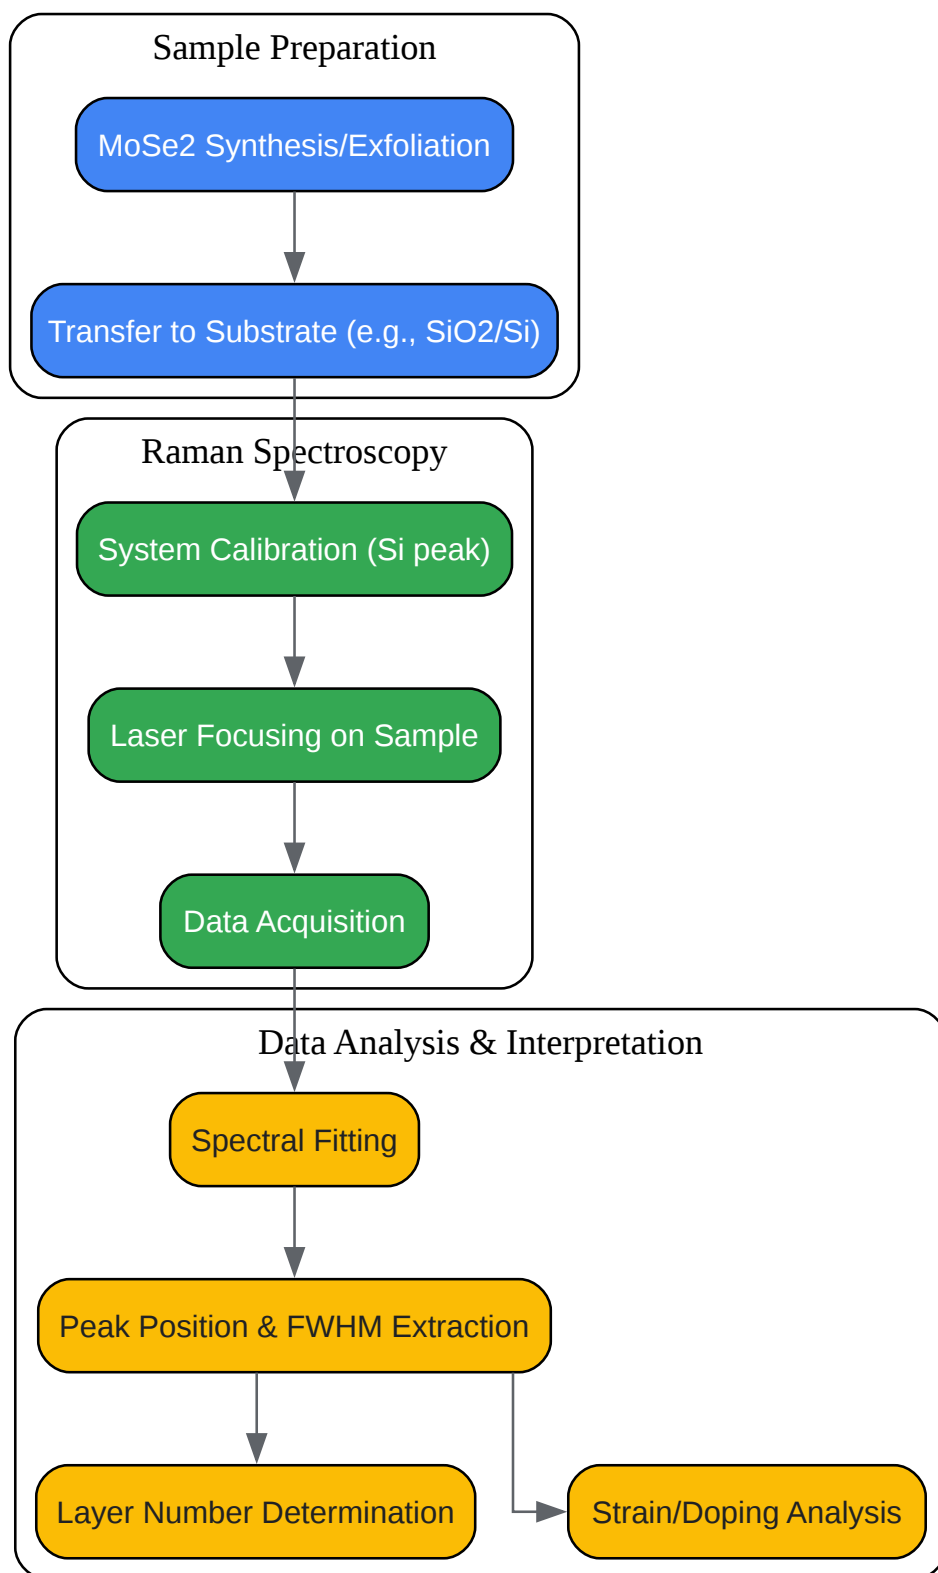 Sample Preparation
MoSe2 Synthesis/Exfoliation
Transfer to Substrate (e.g., SiO2/Si)
Raman Spectroscopy
System Calibration (Si peak)
Laser Focusing on Sample
Data Acquisition
Data Analysis & Interpretation
Spectral Fitting
Peak Position & FWHM Extraction
Layer Number Determination
Strain/Doping Analysis